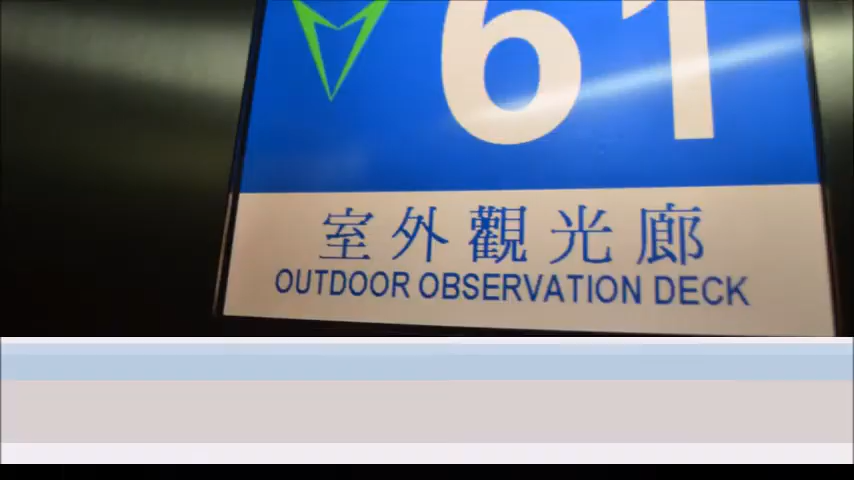 61
室外觀光廊
OUTDOOR OBSERVATION DECK